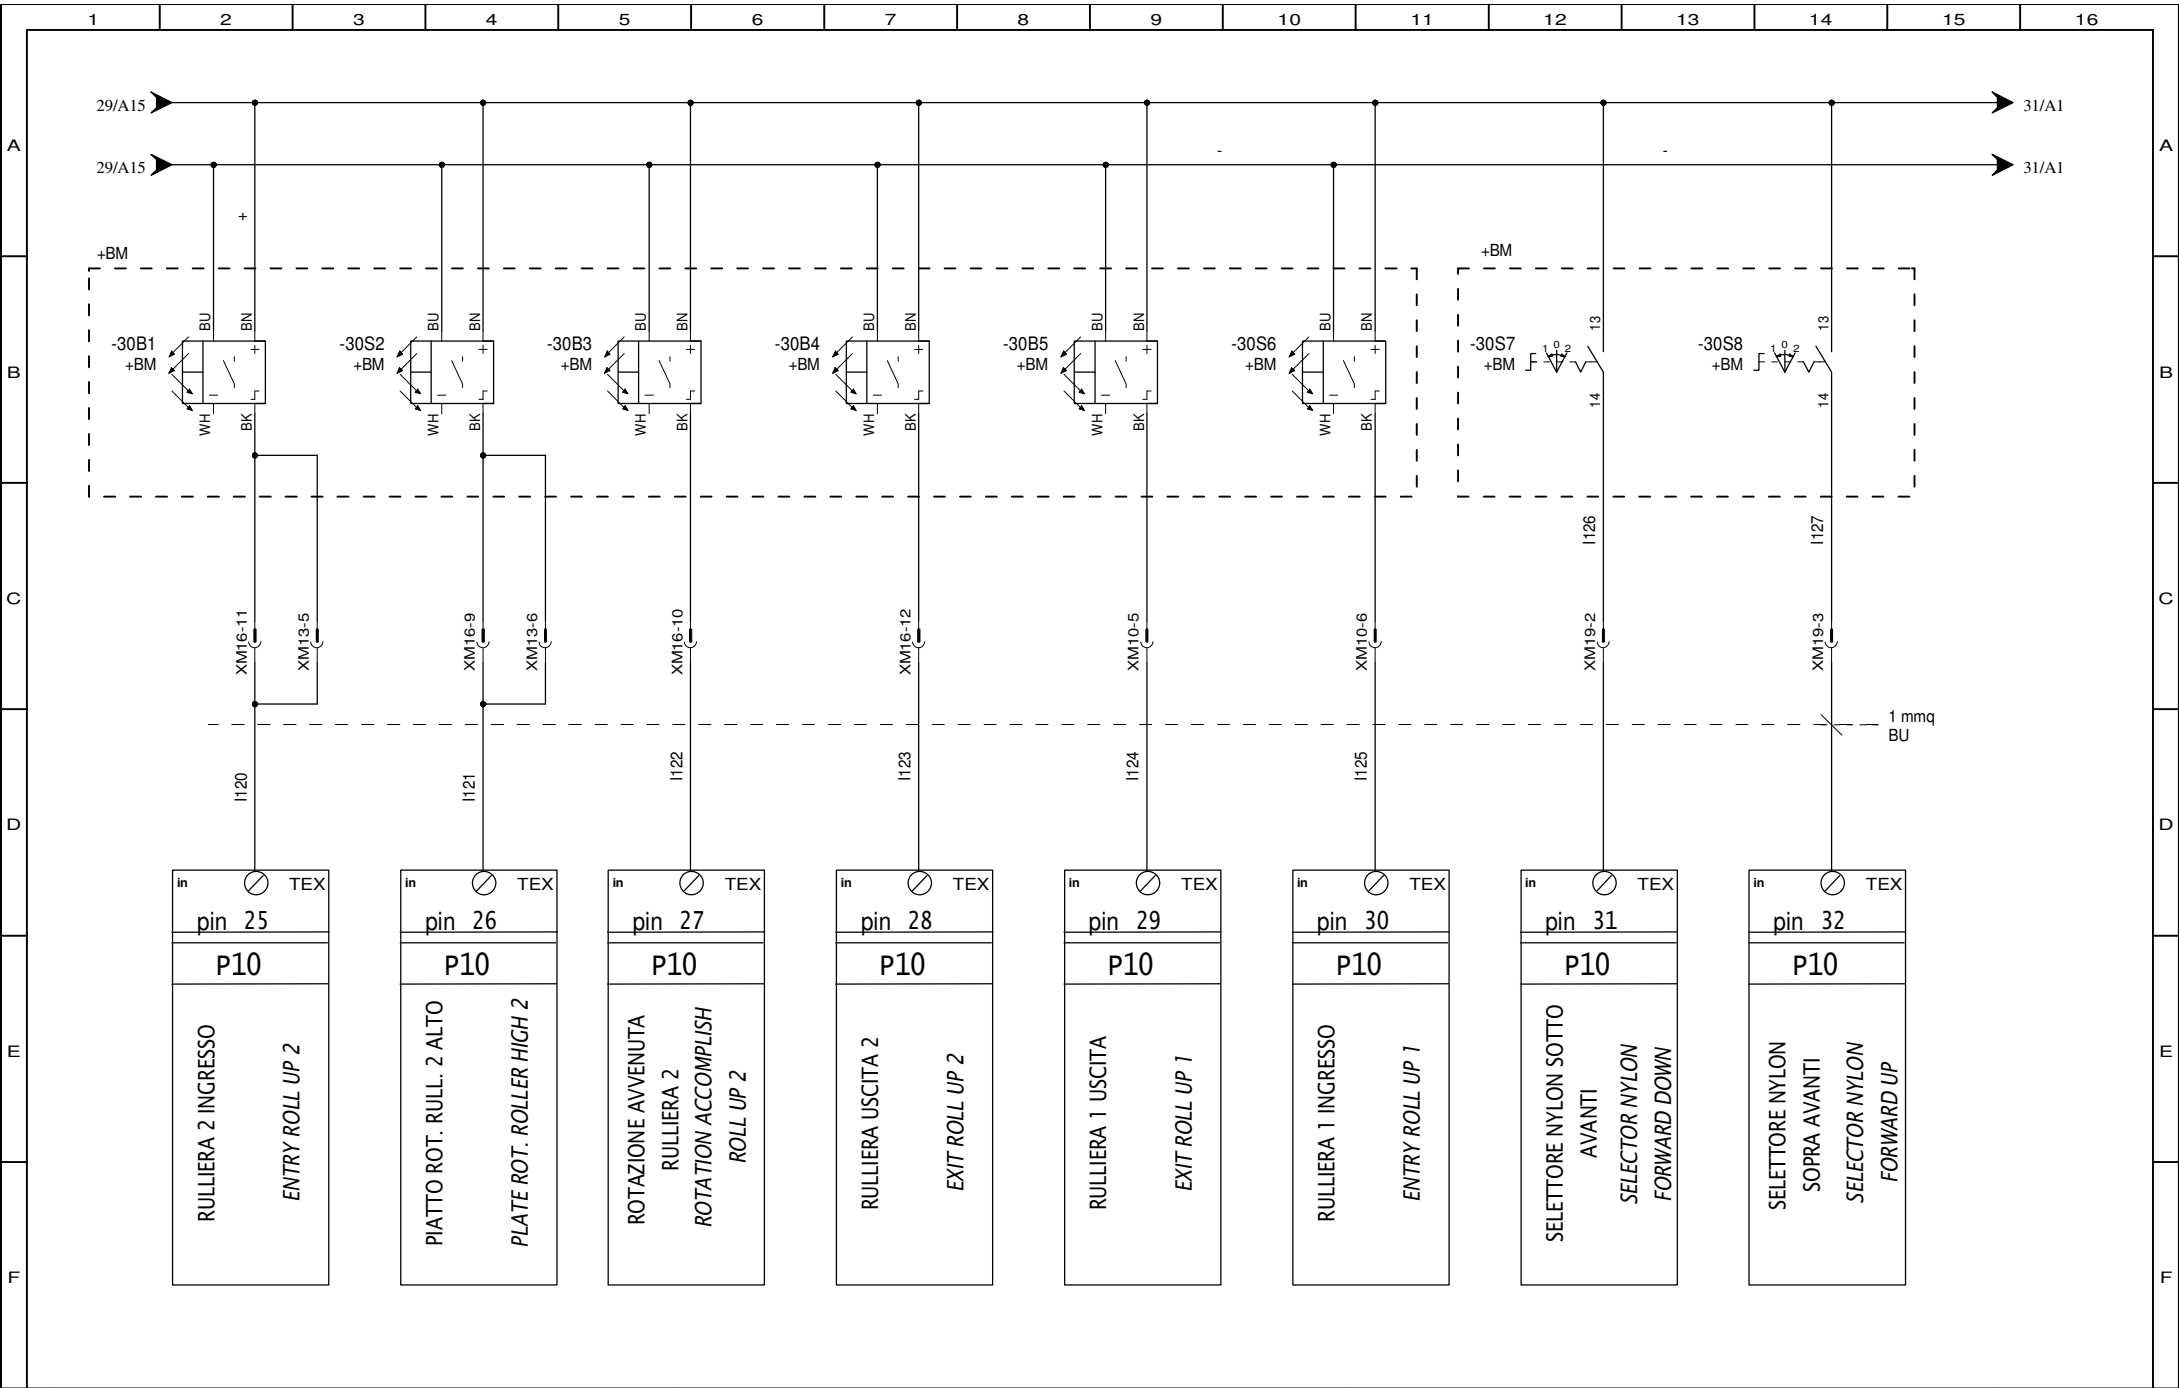 1 2 3 4 5 6 7 8 9 10 11 12 13 14 15 16
29/A15 31/A1
A A
29/A15 - - 31/A1
+
+BM +BM
BU BN BU BN BU BN BU BN BU BN BU BN 13 13
-30B1 -30S2 -30B3 -30B4 -30B5 -30S6 -30S7 1 0 2 -30S8 1 0 2
+BM +BM +BM +BM +BM +BM +BM +BM
B B
WH BK WH BK WH BK WH BK WH BK WH BK 14 14
I126 I127
C C
XM16-11 XM13-5 XM16-9 XM13-6 XM16-10 XM16-12 XM10-5 XM10-6 XM19-2 XM19-3
1 mmq
BU
I120 I121 I122 I123 I124 I125
D D
in TEX in TEX in TEX in TEX in TEX in TEX in TEX in TEX
pin 25 pin 26 pin 27 pin 28 pin 29 pin 30 pin 31 pin 32
P10 P10 P10 P10 P10 P10 P10 P10
E E
RULLIERA 2 INGRESSO
ENTRY ROLL UP 2
PIATTO ROT. RULL. 2 ALTO
PLATE ROT. ROLLER HIGH 2
ROTAZIONE AVVENUTA
RULLIERA 2
ROTATION ACCOMPLISH
ROLL UP 2
RULLIERA USCITA 2
EXIT ROLL UP 2
RULLIERA 1 USCITA
EXIT ROLL UP 1
RULLIERA 1 INGRESSO
ENTRY ROLL UP 1
SELETTORE NYLON SOTTO
AVANTI
SELECTOR NYLON
FORWARD DOWN
SELETTORE NYLON
SOPRA AVANTI
SELECTOR NYLON
FORWARD UP
F F